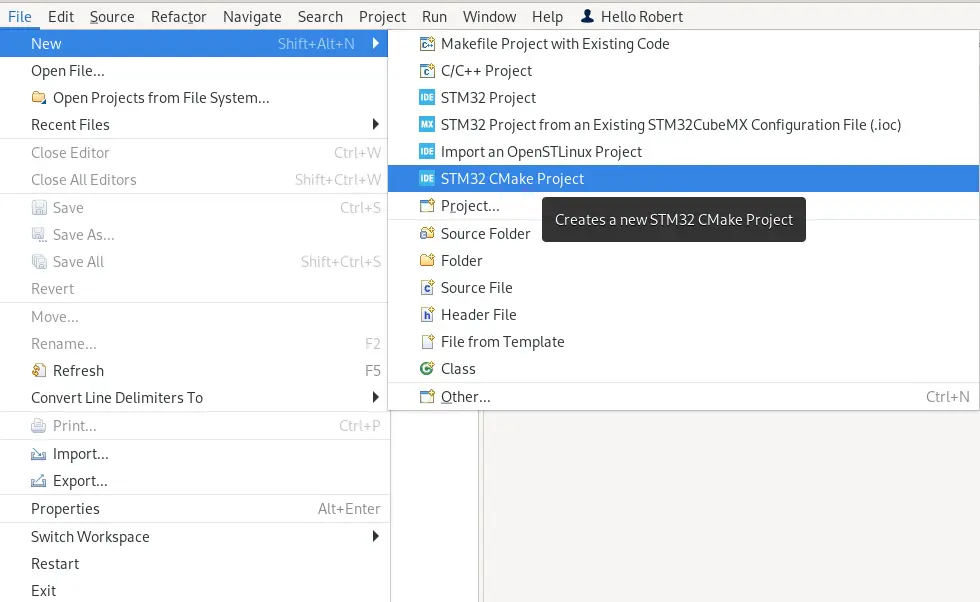 File Edit Source Refactor Navigate Search Project Run Window Help Hello Robert
New Shift+Alt+N
Open File...
Open Projects from File System...
Recent Files
Close Editor Ctrl+W
Close All Editors Shift+Ctrl+W
Save Ctrl+S
Save As...
Save All Shift+Ctrl+S
Revert
Move...
Rename... F2
Refresh F5
Convert Line Delimiters To
Print... Ctrl+P
Import...
Export...
Properties Alt+Enter
Switch Workspace
Restart
Exit
Makefile Project with Existing Code
C/C++ Project
IDE STM32 Project
MX STM32 Project from an Existing STM32CubeMX Configuration File (.ioc)
IDE Import an OpenSTLinux Project
IDE STM32 CMake Project
Project...
Creates a new STM32 CMake Project
Source Folder
Folder
Source File
Header File
File from Template
Class
Other... Ctrl+N